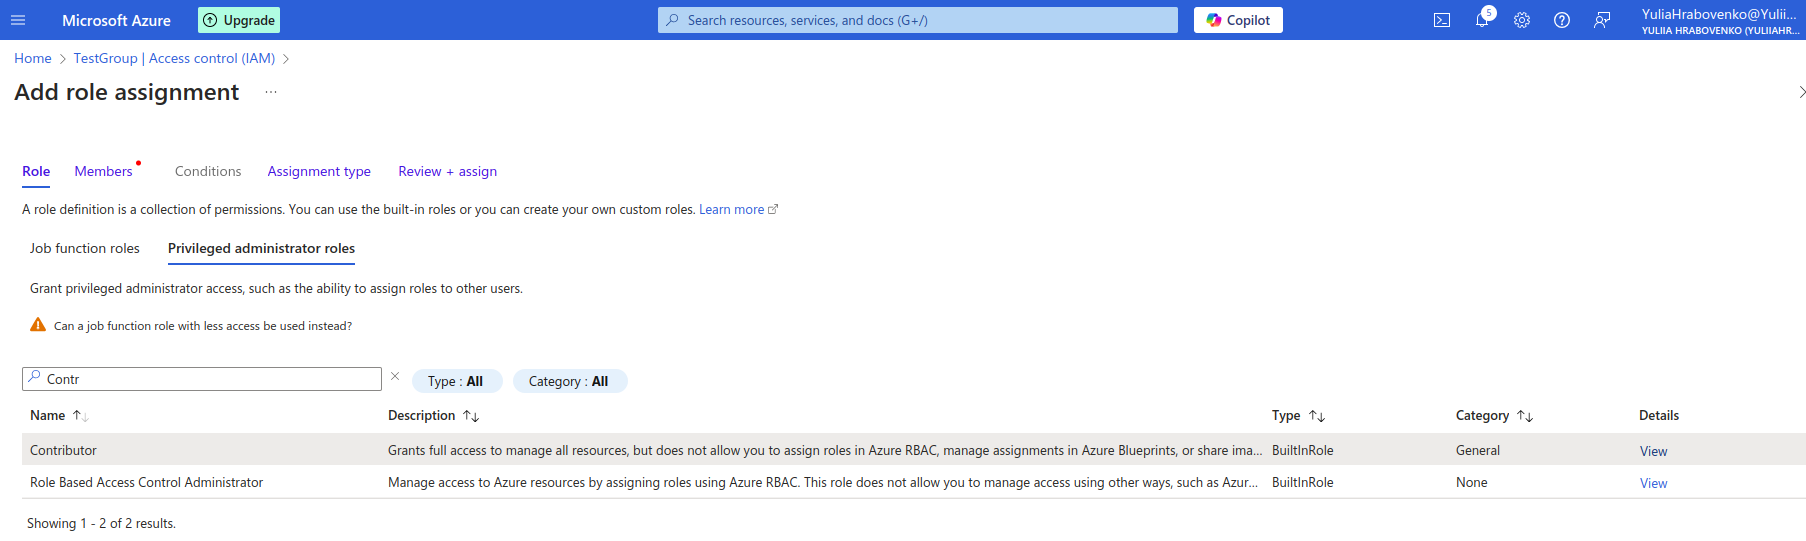 Microsoft Azure
Upgrade
Search resources, services, and docs (G+/)
Copilot
5
YuliaHrabovenko@Yulii...
YULIIA HRABOVENKO (YULIIAHR...
Home > TestGroup | Access control (IAM) >
Add role assignment ...
Role Members Conditions Assignment type Review + assign
A role definition is a collection of permissions. You can use the built-in roles or you can create your own custom roles. Learn more
Job function roles Privileged administrator roles
Grant privileged administrator access, such as the ability to assign roles to other users.
Can a job function role with less access be used instead?
Contr
Type : All
Category : All
Name Description Type Category Details
Contributor Grants full access to manage all resources, but does not allow you to assign roles in Azure RBAC, manage assignments in Azure Blueprints, or share ima... BuiltInRole General View
Role Based Access Control Administrator Manage access to Azure resources by assigning roles using Azure RBAC. This role does not allow you to manage access using other ways, such as Azur... BuiltInRole None View
Showing 1 - 2 of 2 results.